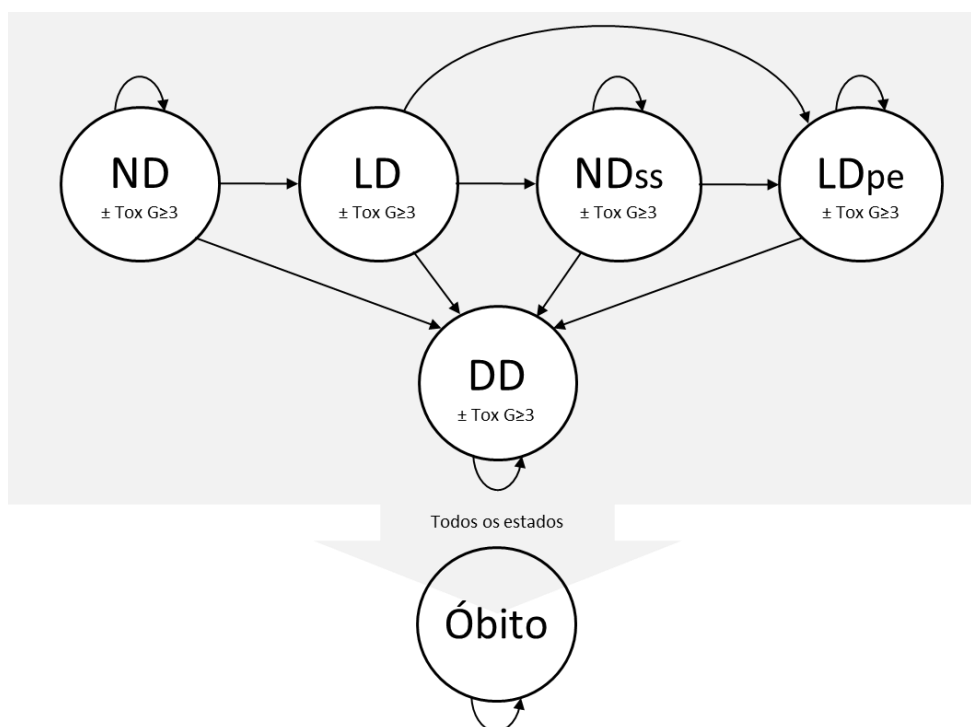 ND
± Tox G≥3
LD
± Tox G≥3
NDss
± Tox G≥3
LDpe
± Tox G≥3
DD
± Tox G≥3
Todos os estados
Óbito